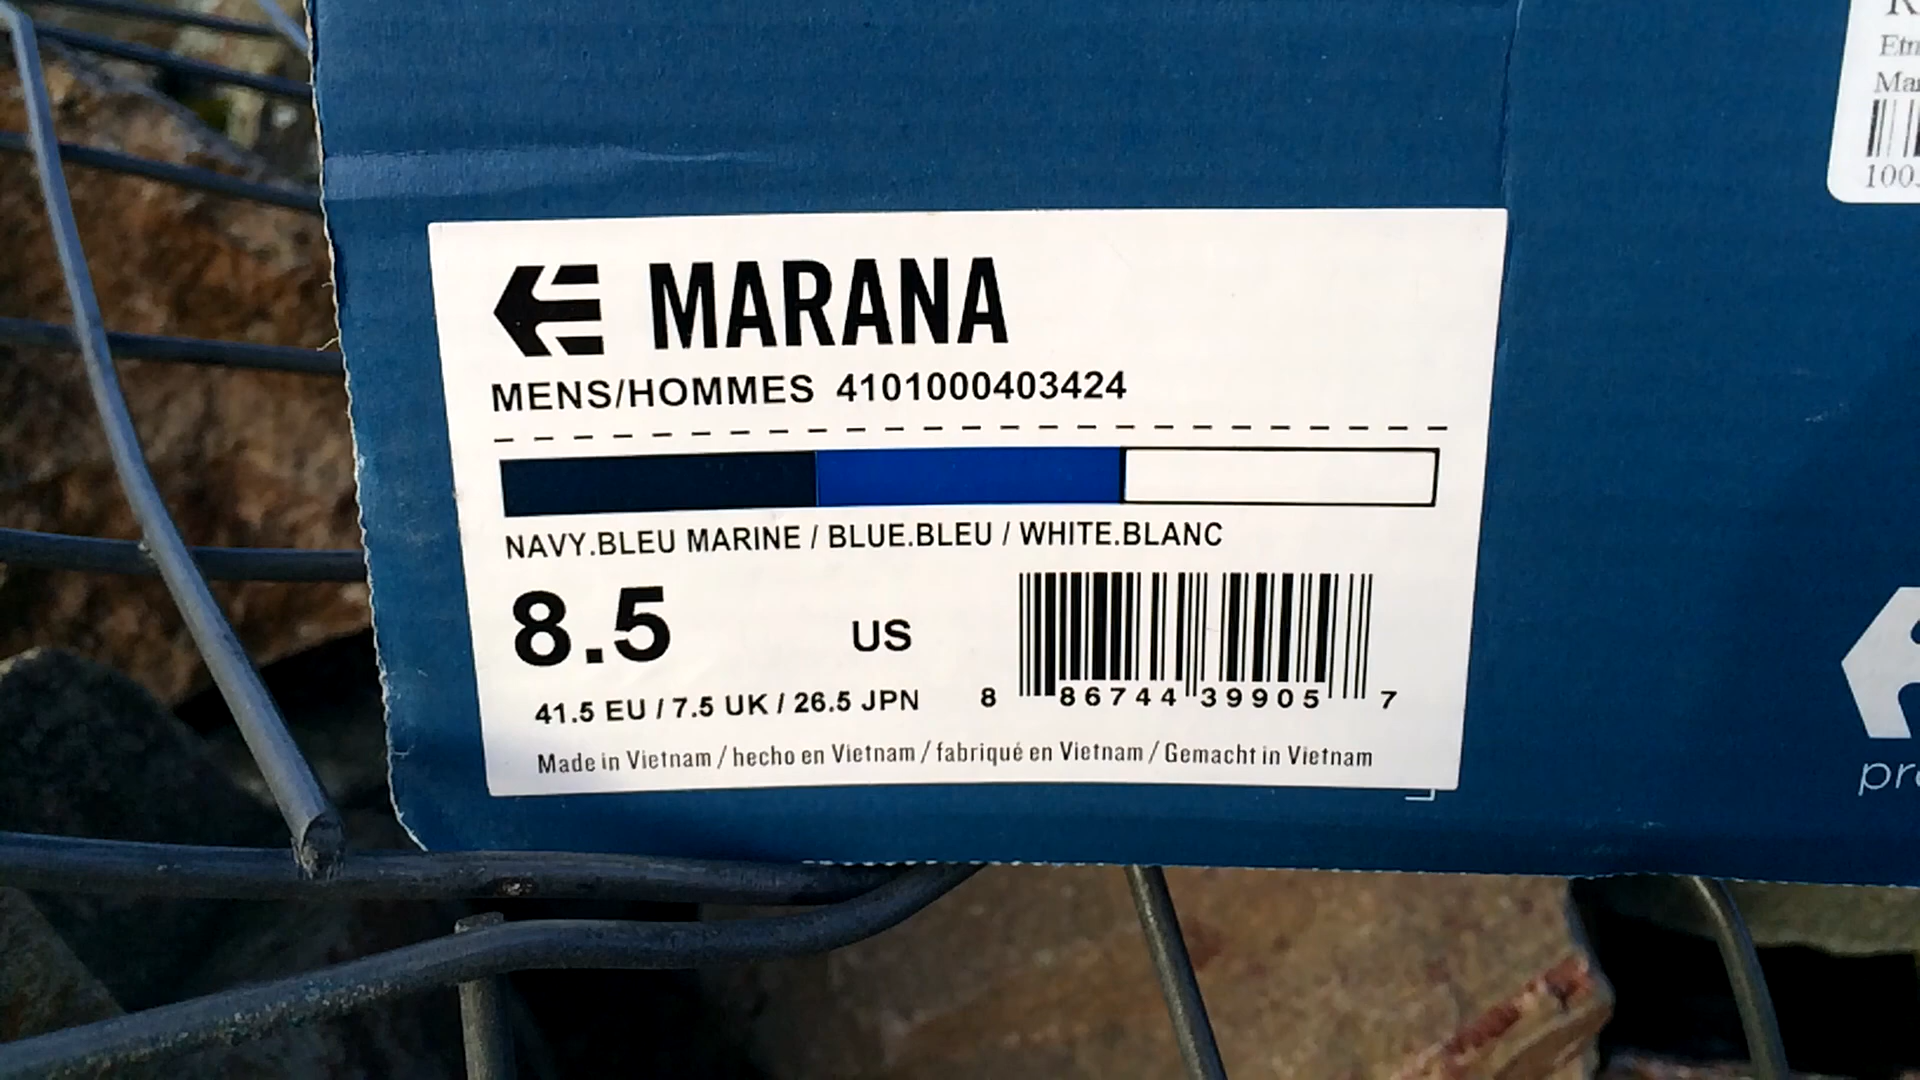 MARANA
MENS/HOMMES 4101000403424
NAVY.BLEU MARINE / BLUE.BLEU / WHITE.BLANC
8.5 US
41.5 EU / 7.5 UK / 26.5 JPN
8 86744 39905 7
Made in Vietnam / hecho en Vietnam / fabriqué en Vietnam / Gemacht in Vietnam